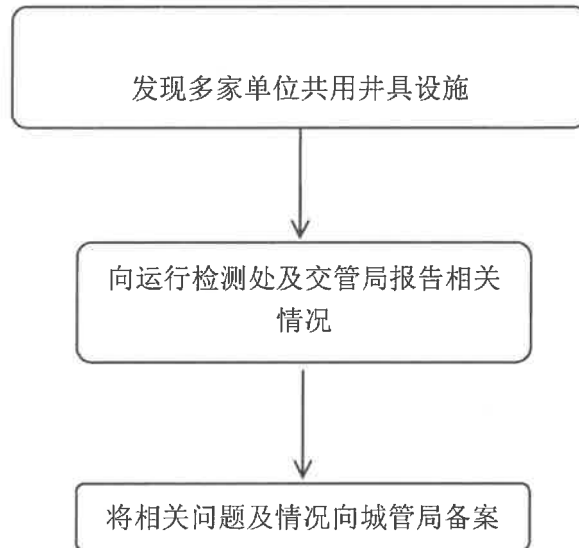 发现多家单位共用井具设施
向运行检测处及交管局报告相关
情况
将相关问题及情况向城管局备案